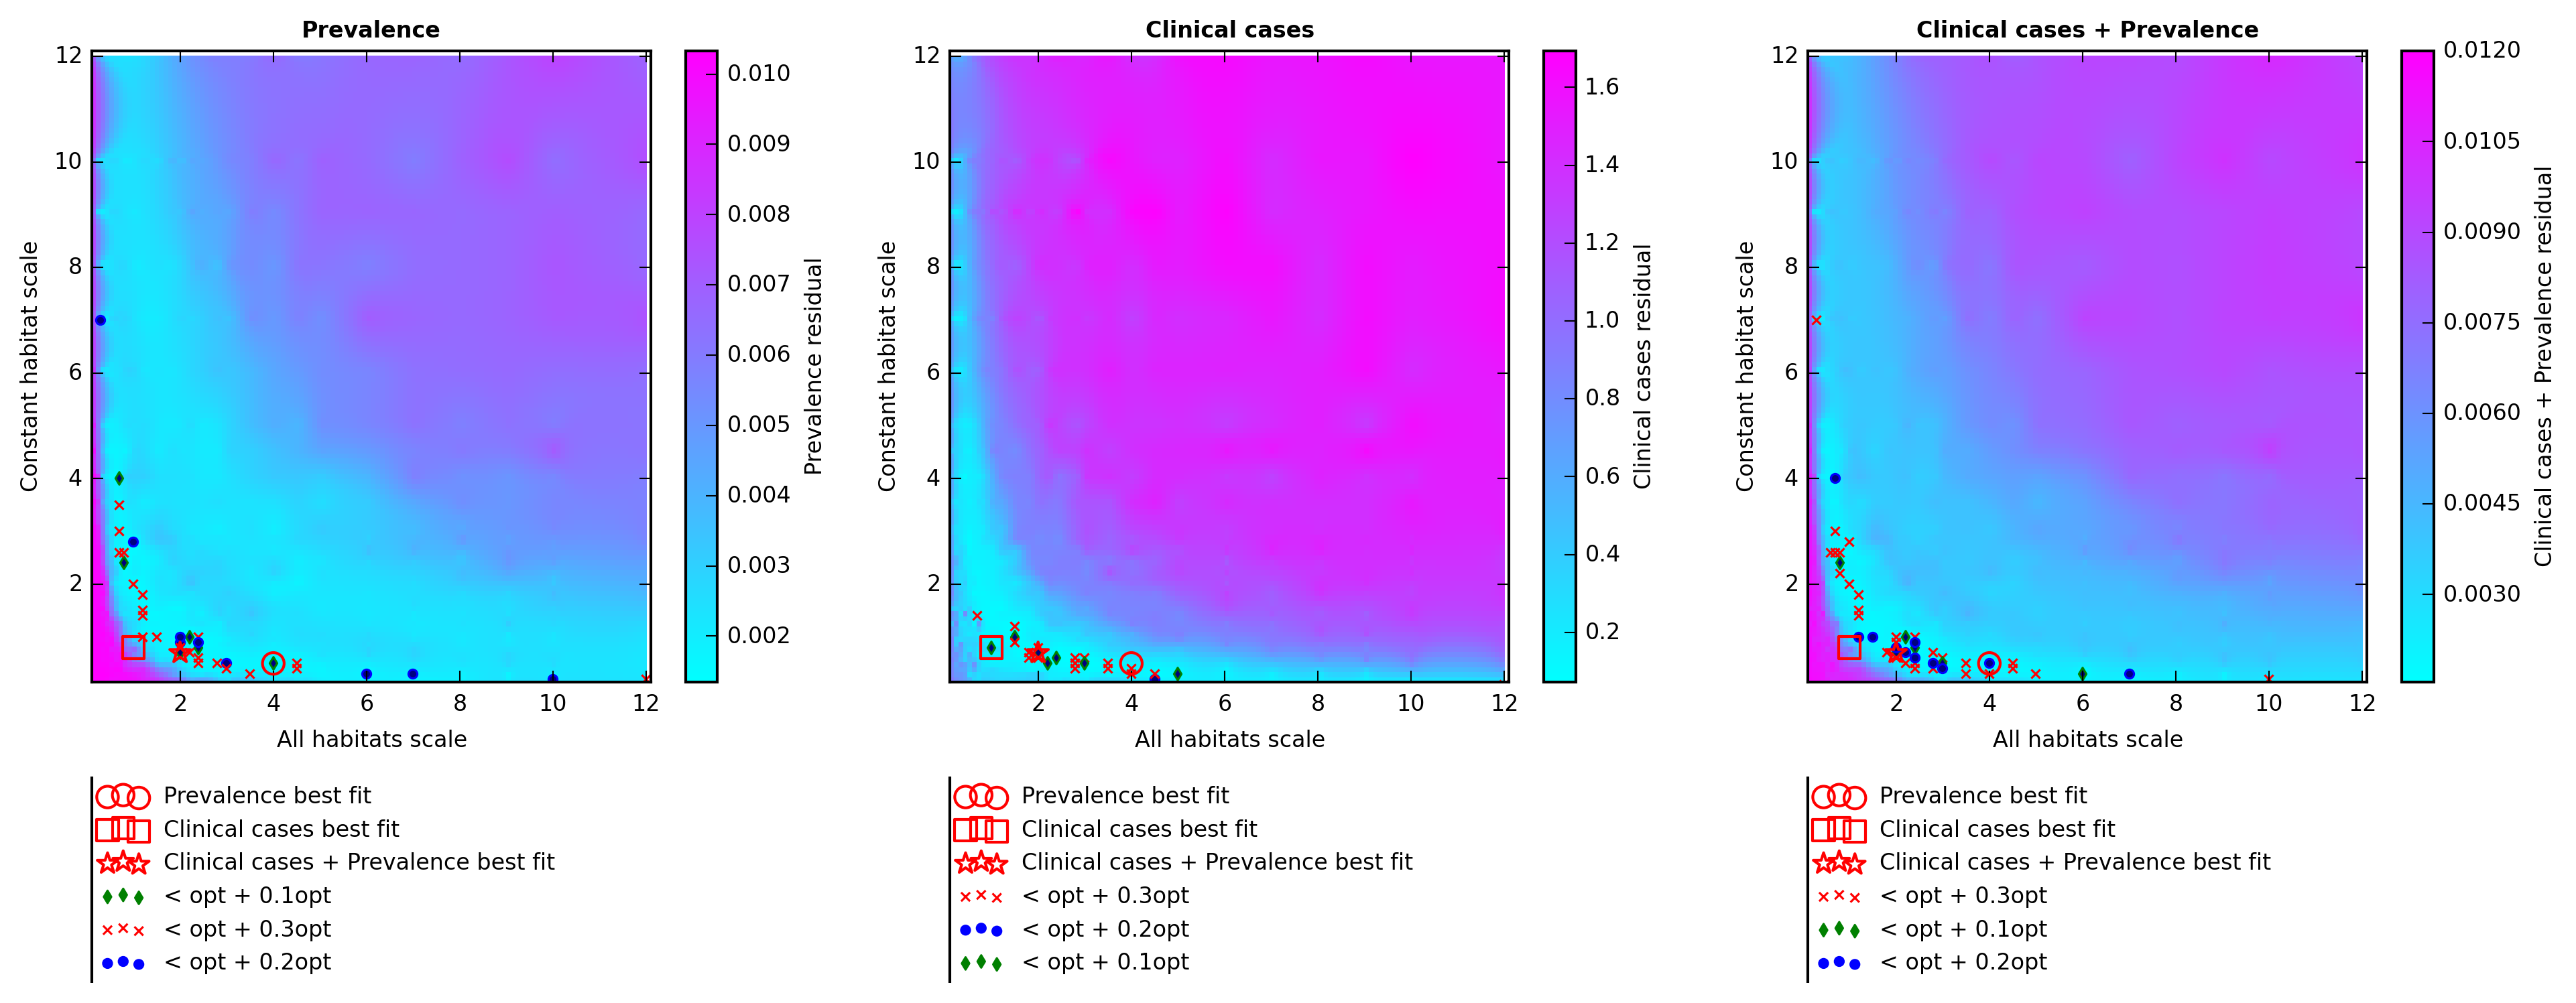 Prevalence
12
10
8
6
4
2
Constant habitat scale
2 4 6 8 10 12
All habitats scale
0.010
0.009
0.008
0.007
0.006
0.005
0.004
0.003
0.002
Prevalence residual
Prevalence best fit
Clinical cases best fit
Clinical cases + Prevalence best fit
< opt + 0.1opt
< opt + 0.3opt
< opt + 0.2opt
Clinical cases
12
10
8
6
4
2
Constant habitat scale
2 4 6 8 10 12
All habitats scale
1.6
1.4
1.2
1.0
0.8
0.6
0.4
0.2
Clinical cases residual
Prevalence best fit
Clinical cases best fit
Clinical cases + Prevalence best fit
< opt + 0.3opt
< opt + 0.2opt
< opt + 0.1opt
Clinical cases + Prevalence
12
10
8
6
4
2
Constant habitat scale
2 4 6 8 10 12
All habitats scale
0.0120
0.0105
0.0090
0.0075
0.0060
0.0045
0.0030
Clinical cases + Prevalence residual
Prevalence best fit
Clinical cases best fit
Clinical cases + Prevalence best fit
< opt + 0.3opt
< opt + 0.1opt
< opt + 0.2opt